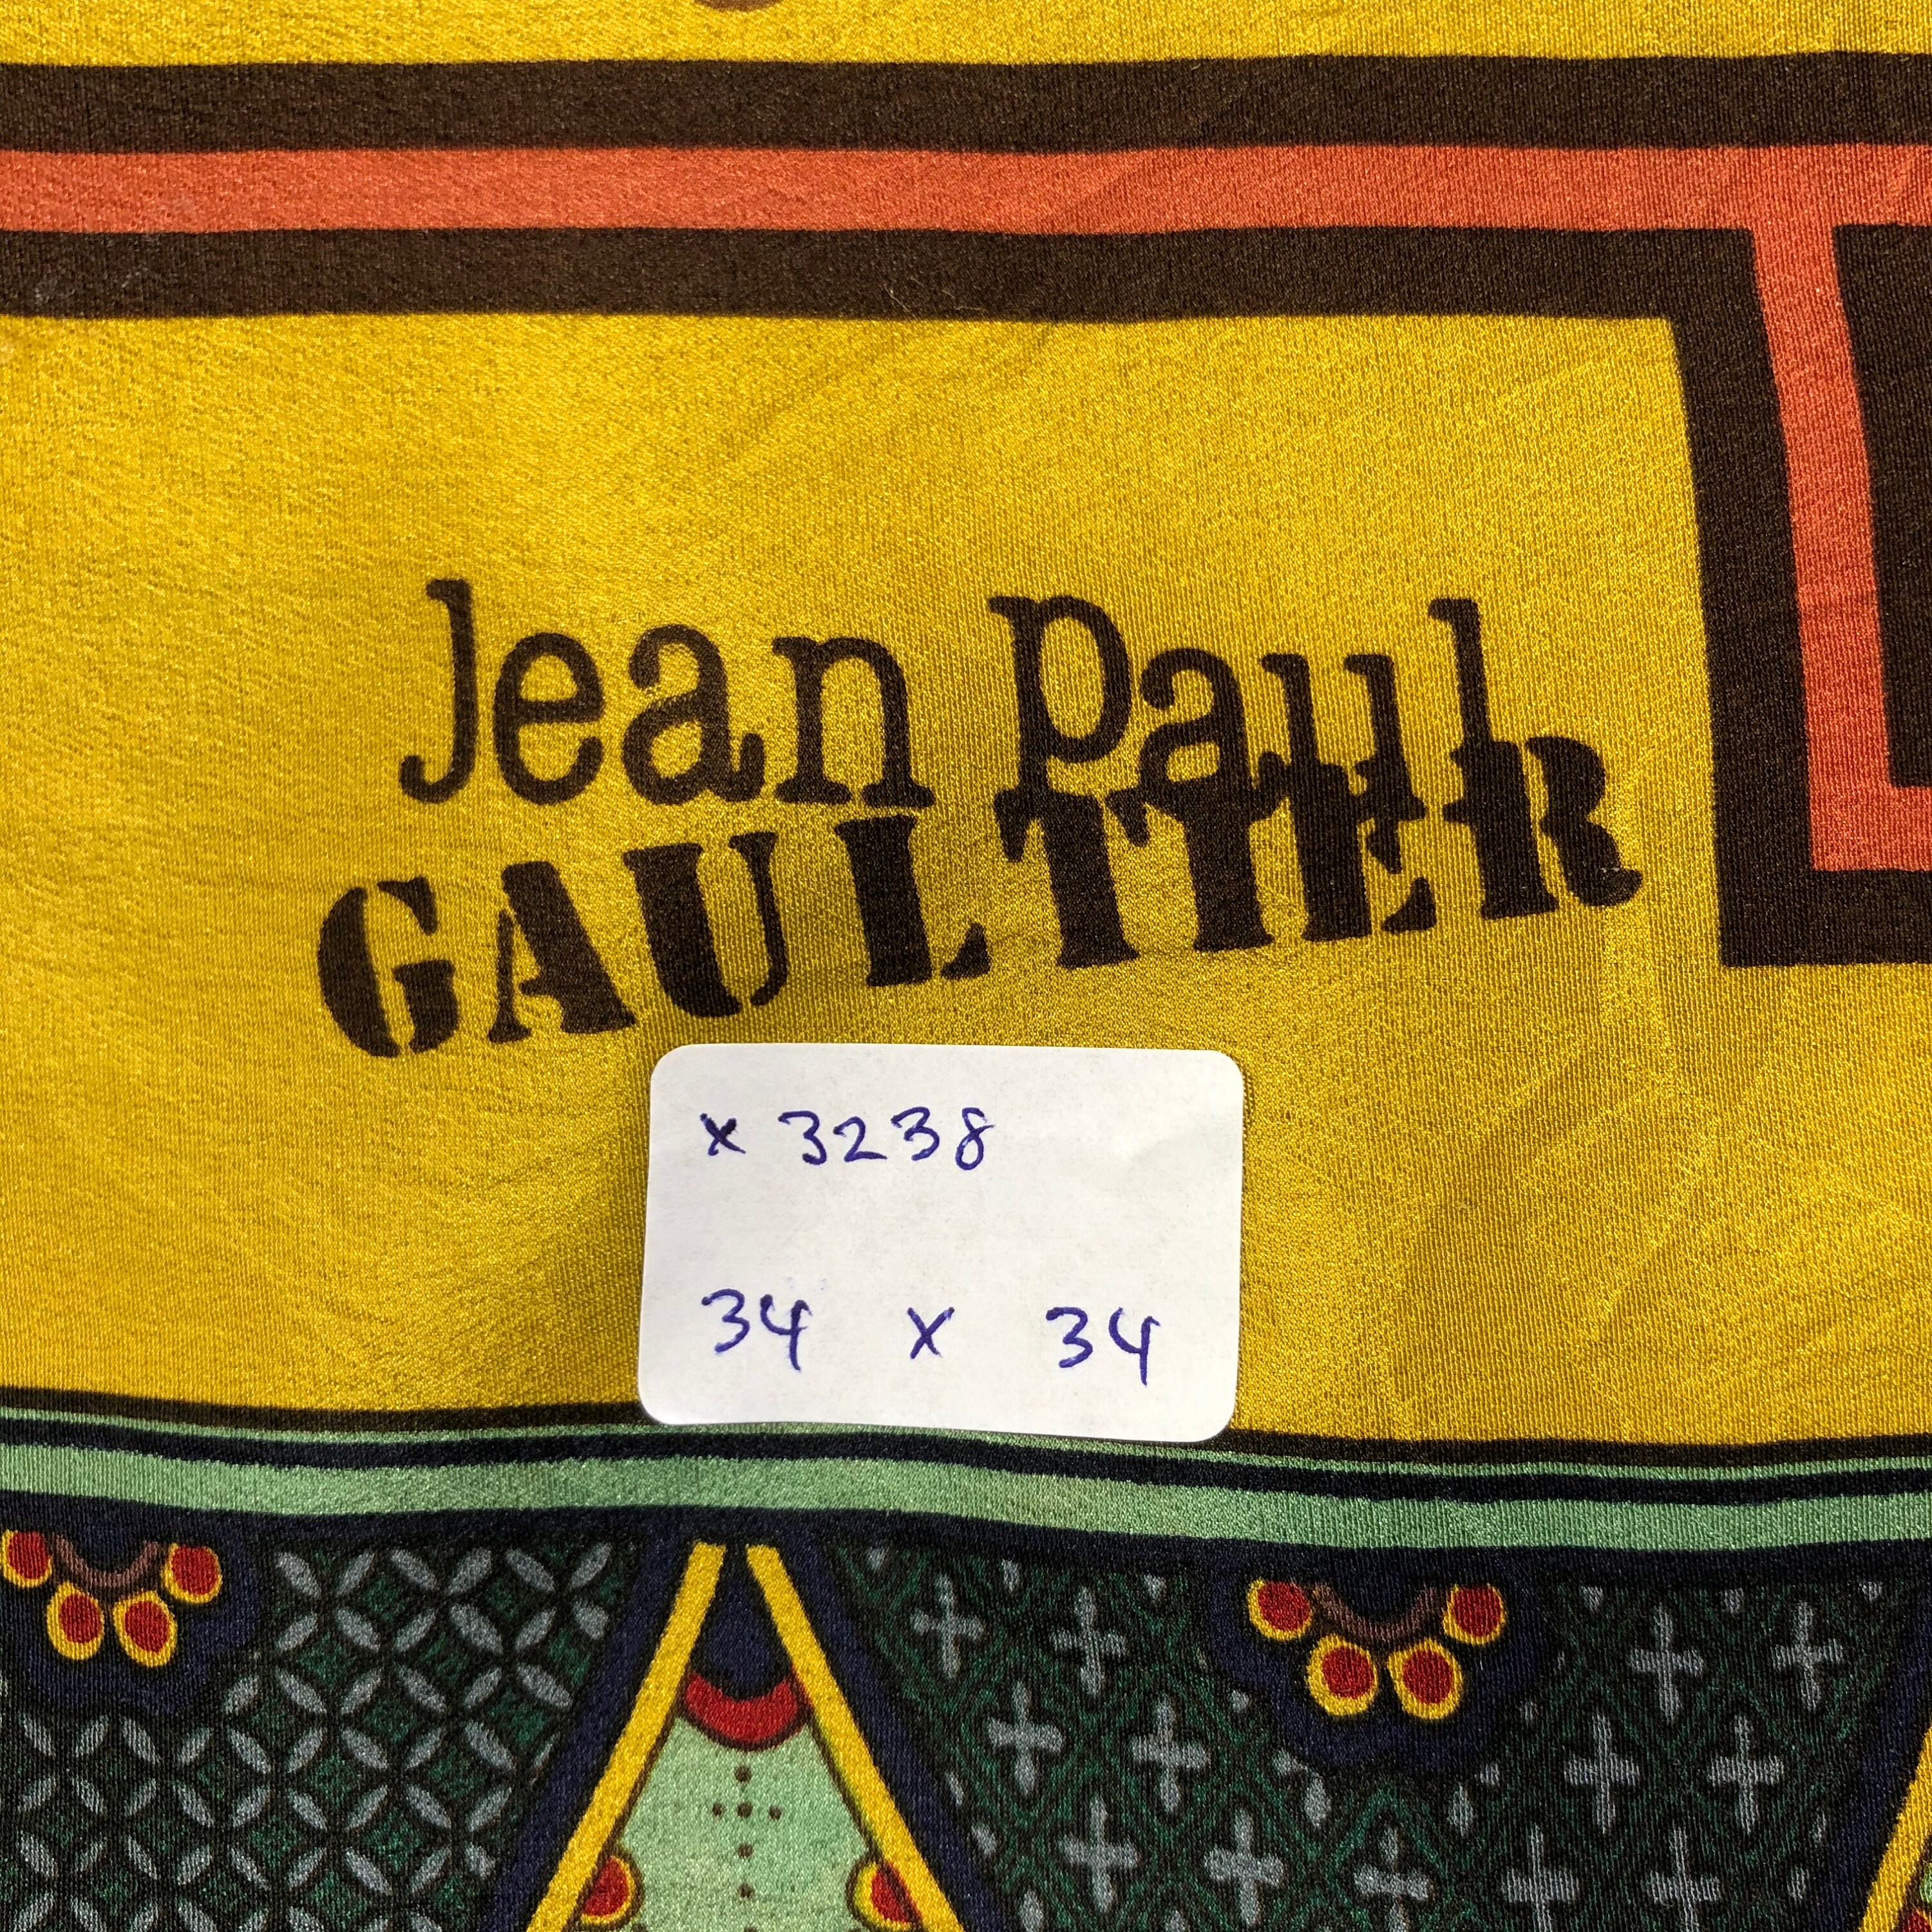 Jean Paul
GAULTIER
x 3238
34 x 34